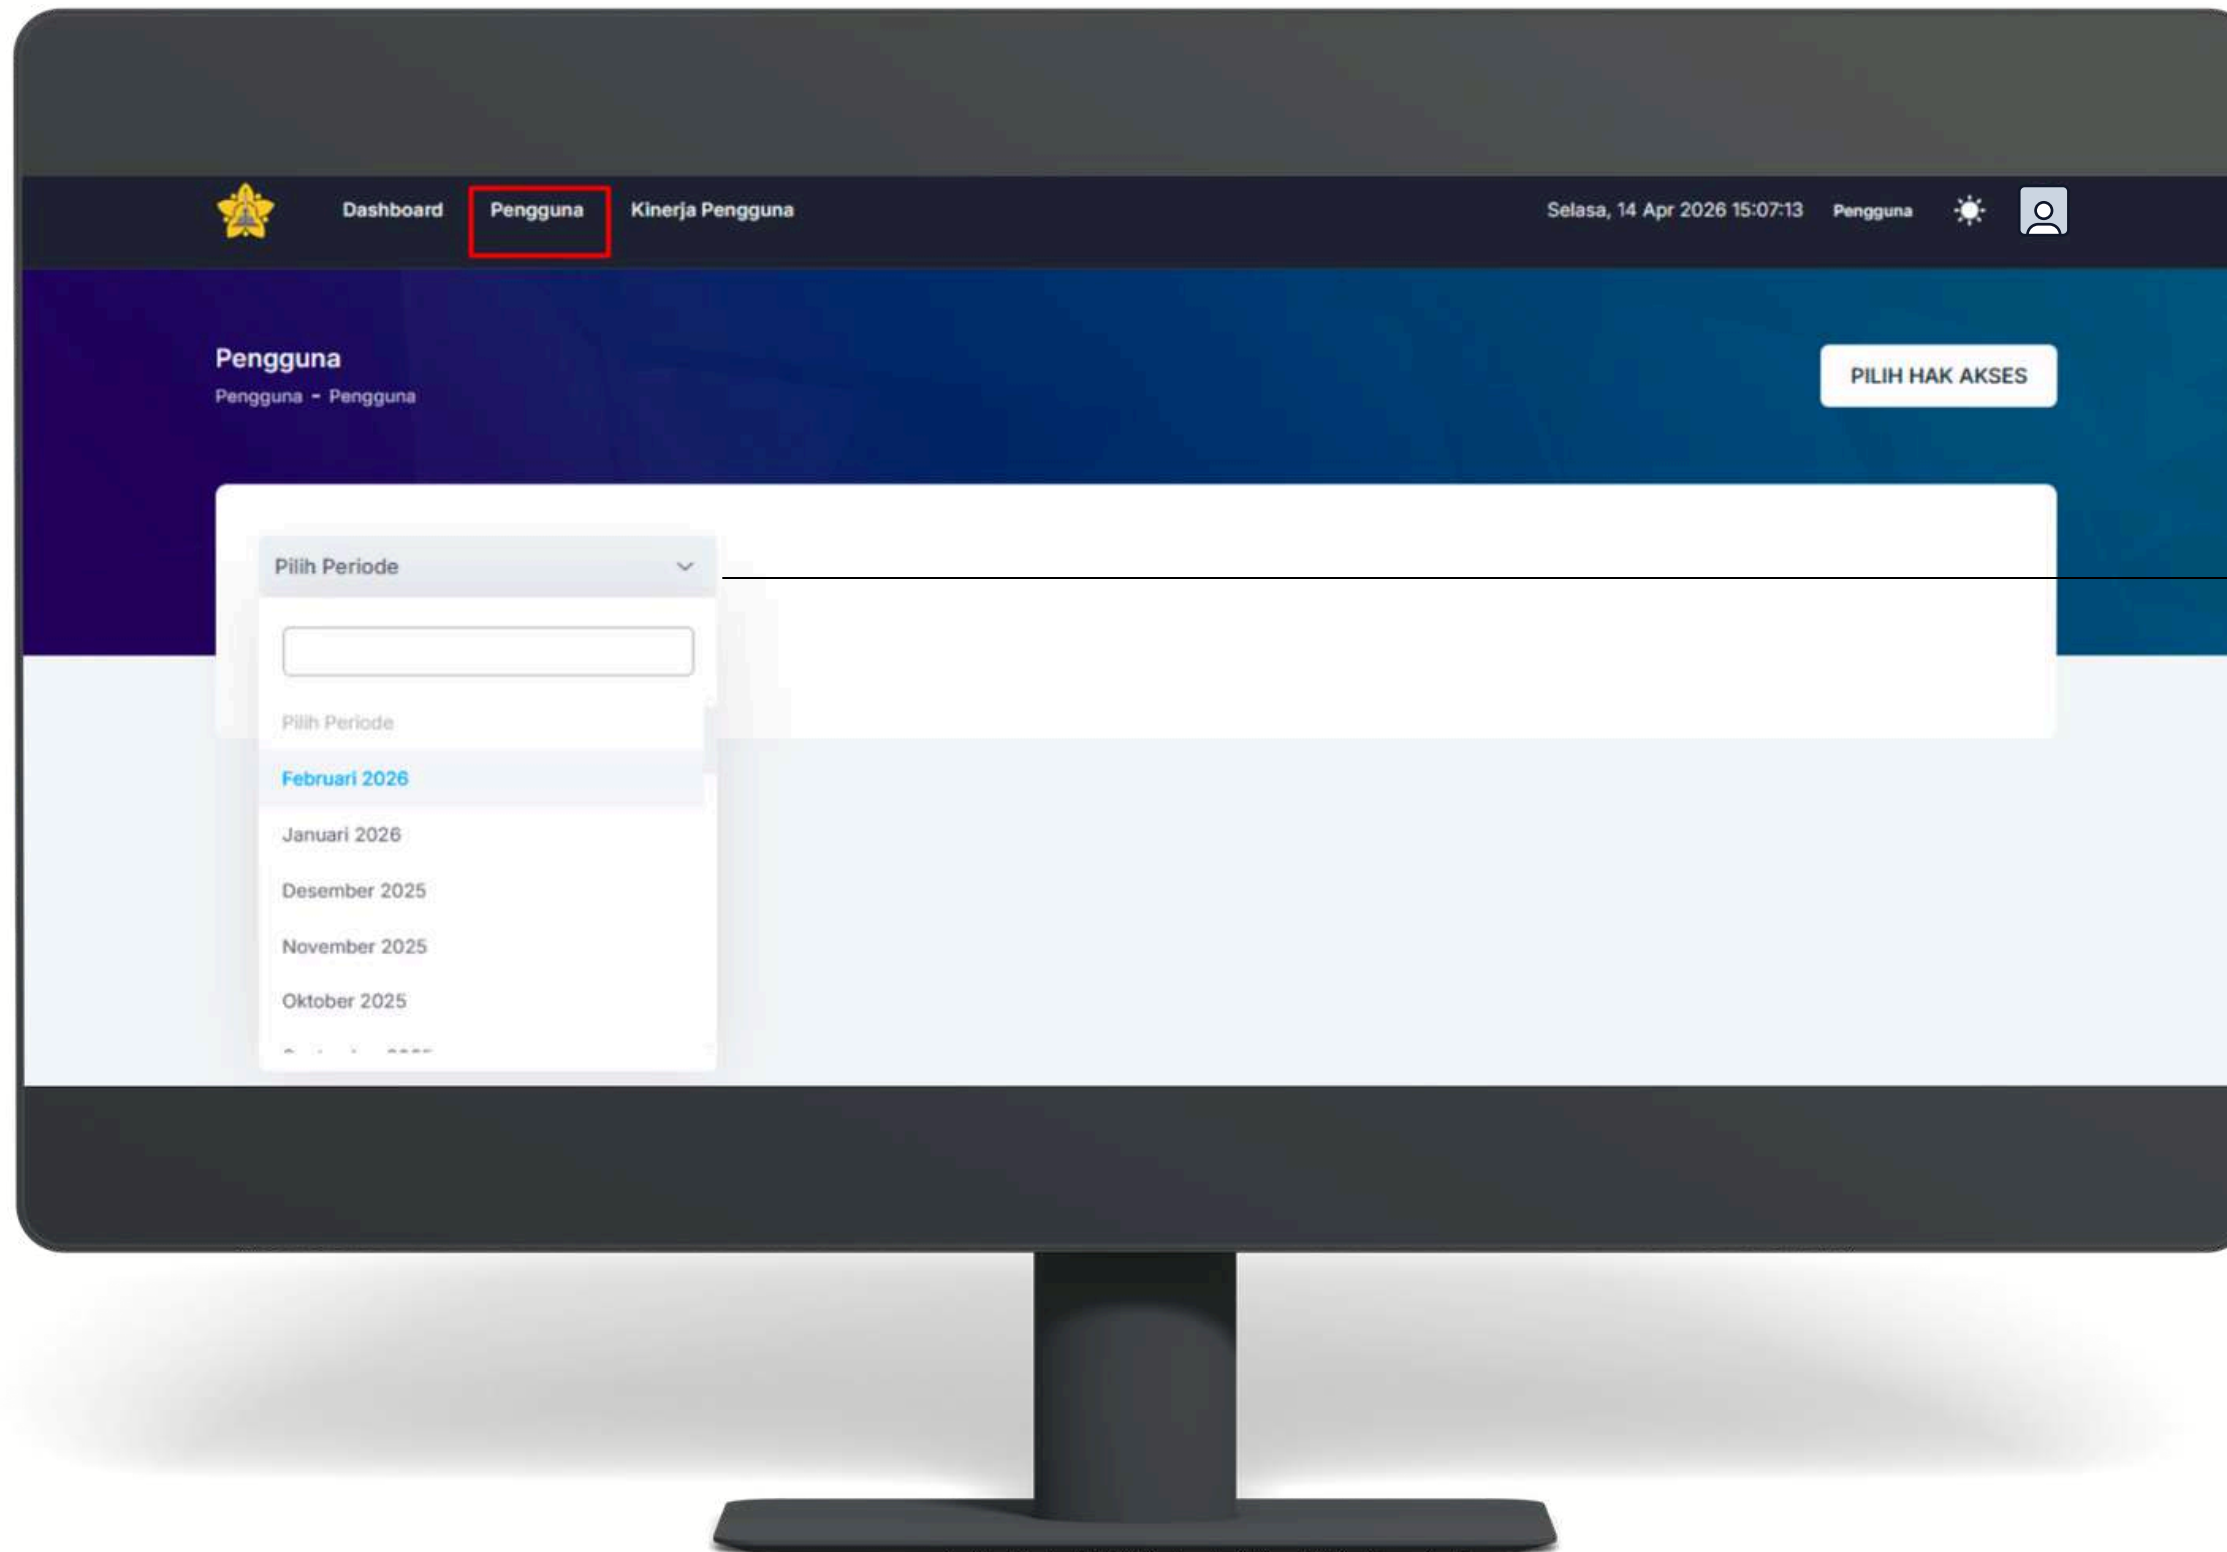 Dashboard Pengguna Kinerja Pengguna Selasa, 14 Apr 2026 15:07:13 Pengguna
Pengguna
Pengguna - Pengguna
PILIH HAK AKSES
Pilih Periode
Pilih Periode
Februari 2026
Januari 2026
Desember 2025
November 2025
Oktober 2025